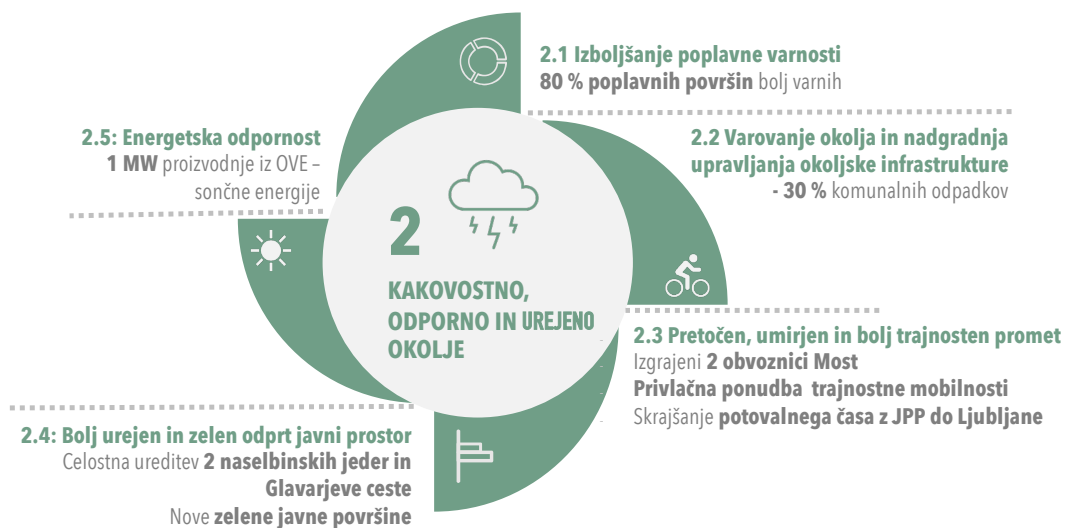 2.1 Izboljšanje poplavne varnosti
80 % poplavnih površin bolj varnih
2.2 Varovanje okolja in nadgradnja
upravljanja okoljske infrastrukture
- 30 % komunalnih odpadkov
2.5: Energetska odpornost
1 MW proizvodnje iz OVE –
sončne energije
2
KAKOVOSTNO,
ODPORNO IN UREJENO
OKOLJE
2.3 Pretočen, umirjen in bolj trajnosten promet
Izgrajeni 2 obvoznici Most
Privlačna ponudba trajnostne mobilnosti
Skrajšanje potovalnega časa z JPP do Ljubljane
2.4: Bolj urejen in zelen odprt javni prostor
Celostna ureditev 2 naselbinskih jeder in
Glavarjeve ceste
Nove zelene javne površine